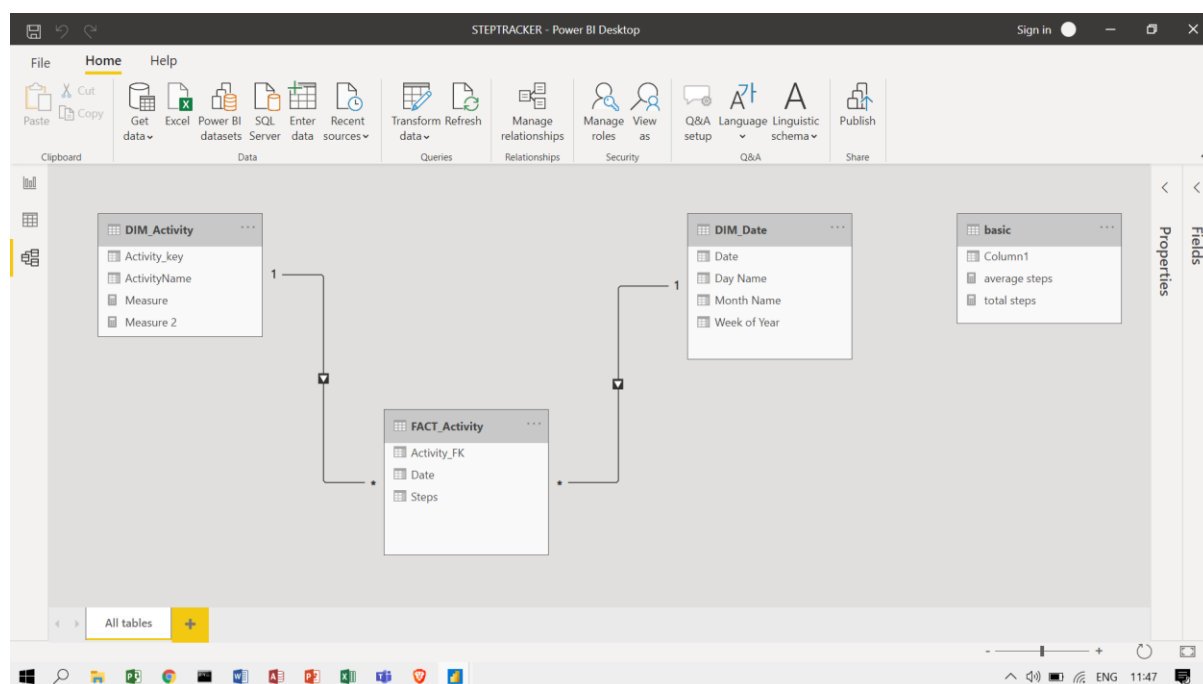 STEPTRACKER - Power BI Desktop
Sign in
File Home Help
Paste
Cut
Copy
Get data
Excel
Power BI datasets
SQL Server
Enter data
Recent sources
Transform data
Refresh
Manage relationships
Manage roles
View as
Q&A setup
Language
Linguistic schema
Publish
Clipboard
Data
Queries
Relationships
Security
Q&A
Share
DIM_Activity
Activity_key
ActivityName
Measure
Measure 2
1
DIM_Date
Date
Day Name
Month Name
Week of Year
1
basic
Column1
average steps
total steps
FACT_Activity
Activity_FK
Date
Steps
*
*
Properties
Fields
All tables
+
- +
ENG 11:47